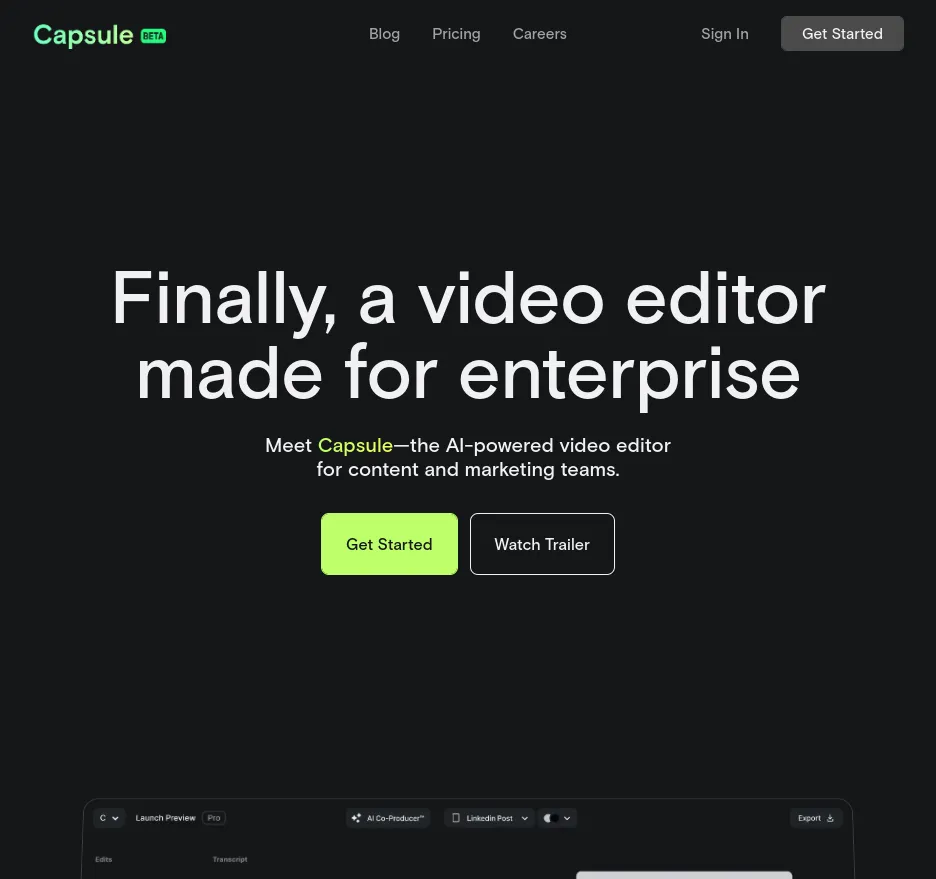 Capsule BETA
Blog
Pricing
Careers
Sign In
Get Started
Finally, a video editor
made for enterprise
Meet Capsule—the AI-powered video editor
for content and marketing teams.
Get Started
Watch Trailer
C
Launch Preview
Pro
AI Co-Producer™
Linkedin Post
Export
Edits
Transcript